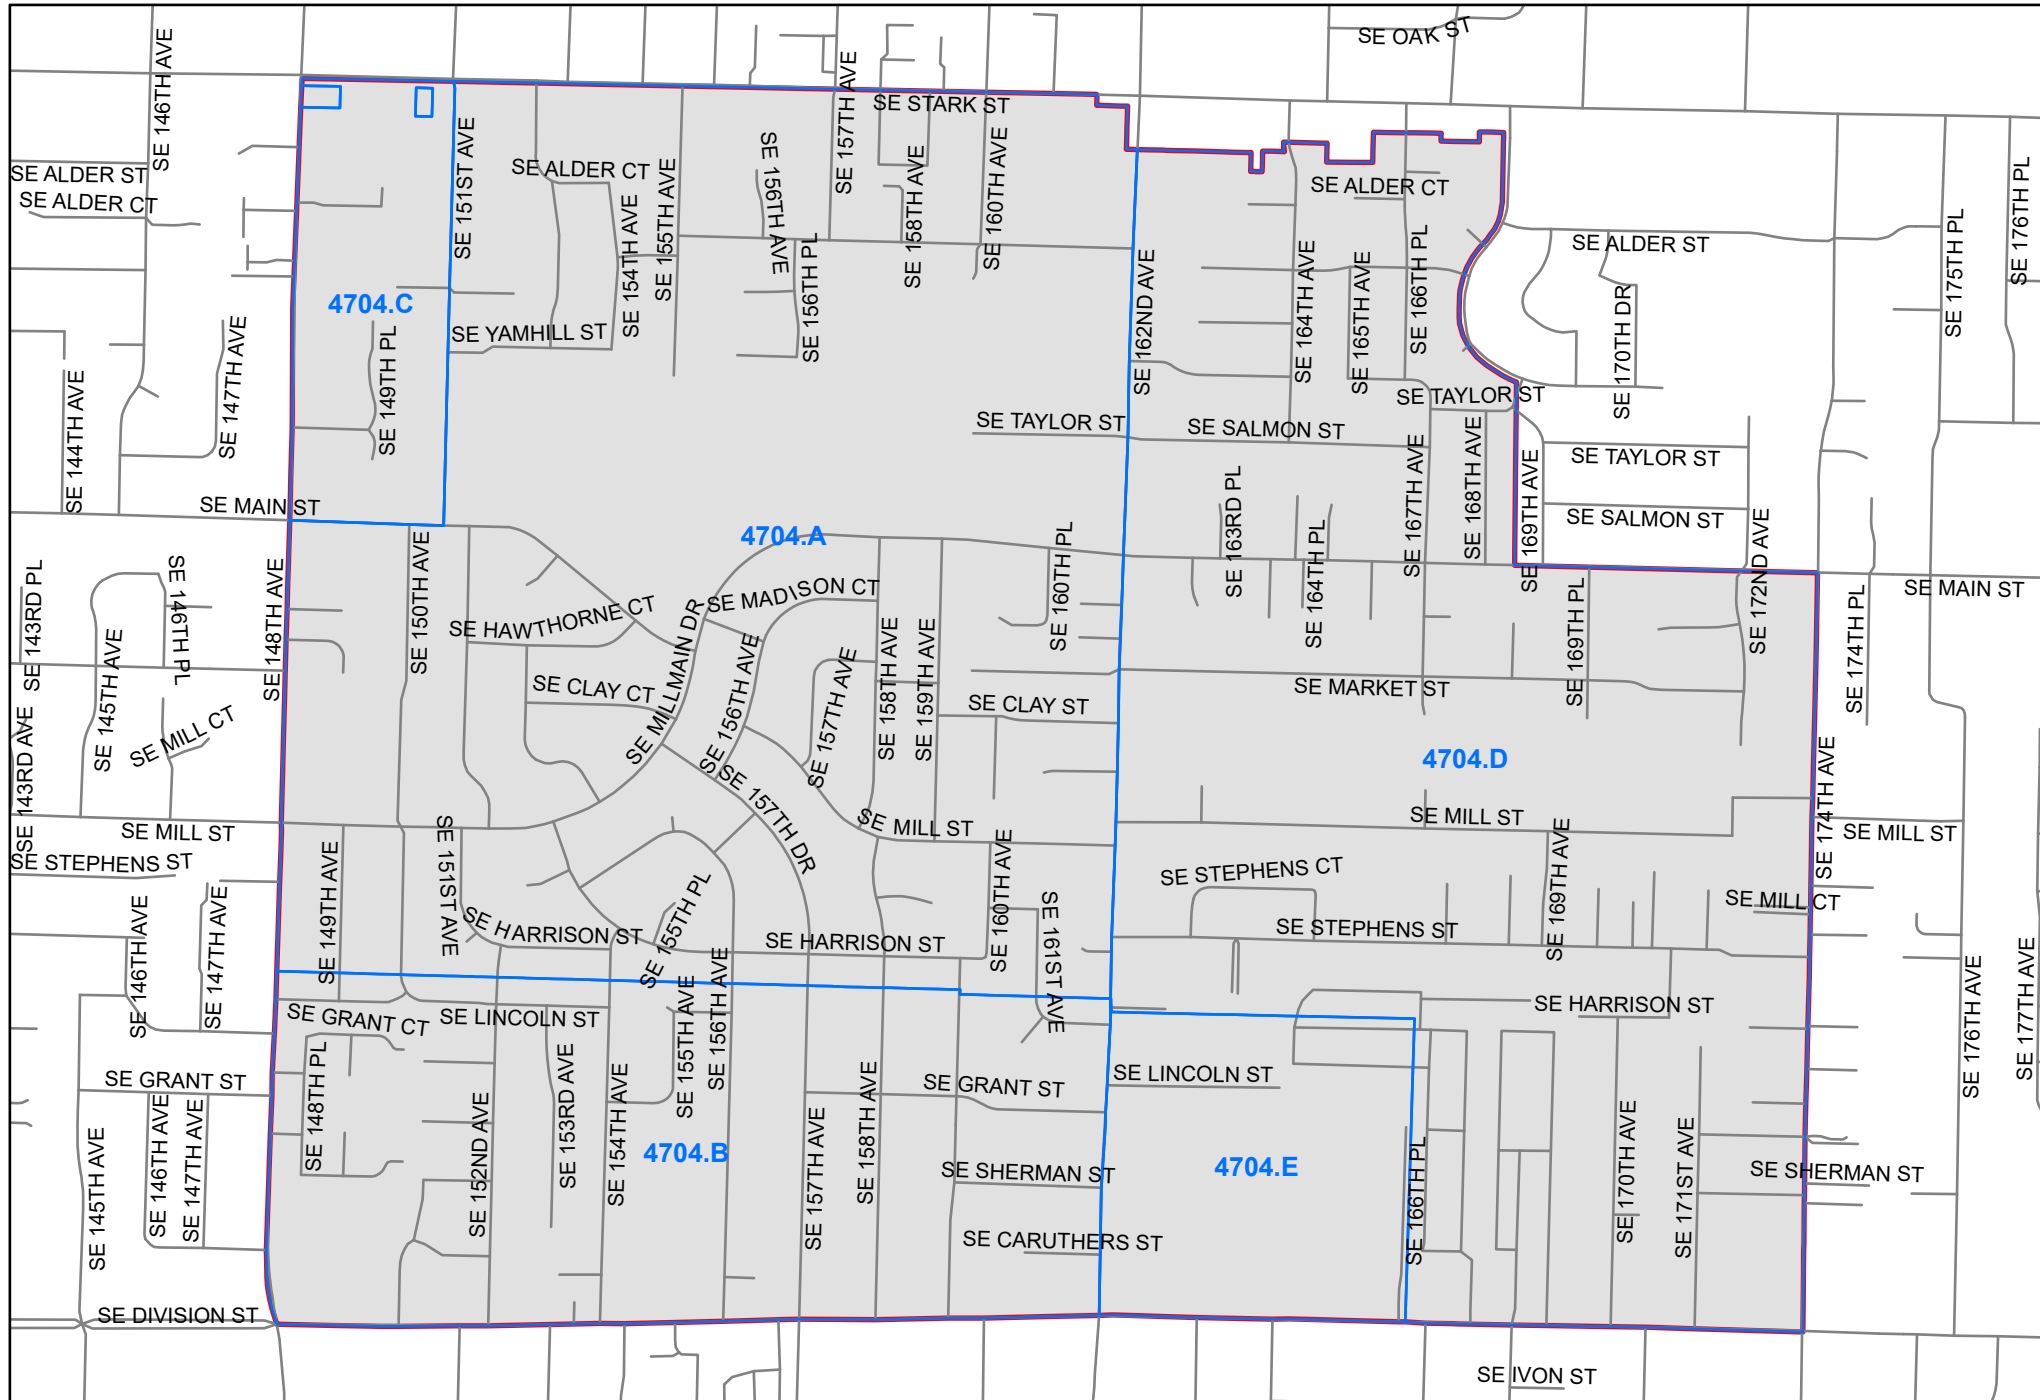 SE OAK ST
SE 146TH AVE
SE 157TH AVE
SE STARK ST
SE 151ST AVE
SE ALDER CT
SE 155TH AVE
SE 156TH AVE
SE 158TH AVE
SE 160TH AVE
SE ALDER ST
SE ALDER CT
SE ALDER CT
SE ALDER ST
SE 176TH PL
SE 175TH PL
SE 154TH AVE
SE 156TH PL
SE 162ND AVE
SE 164TH AVE
SE 165TH AVE
SE 166TH PL
SE 170TH DR
4704.C
SE YAMHILL ST
SE 147TH AVE
SE 149TH PL
SE 144TH AVE
SE TAYLOR ST
SE TAYLOR ST
SE SALMON ST
SE TAYLOR ST
SE 167TH AVE
SE 168TH AVE
SE 169TH AVE
SE 163RD PL
SE MAIN ST
SE SALMON ST
4704.A
SE 160TH PL
SE 164TH PL
SE 172ND AVE
SE 143RD PL
SE 146TH PL
SE 148TH AVE
SE 150TH AVE
SE MADISON CT
SE HAWTHORNE CT
SE MAIN ST
SE 169TH PL
SE 174TH PL
SE 145TH AVE
SE CLAY CT
SE MILLMAIN DR
SE 156TH AVE
SE 157TH AVE
SE 158TH AVE
SE 159TH AVE
SE CLAY ST
SE MARKET ST
SE MILL CT
SE 143RD AVE
4704.D
SE 157TH DR
SE 174TH AVE
SE MILL ST
SE MILL ST
SE MILL ST
SE MILL ST
SE STEPHENS ST
SE 151ST AVE
SE 149TH AVE
SE 155TH PL
SE 160TH AVE
SE 161ST AVE
SE STEPHENS CT
SE 169TH AVE
SE MILL CT
SE 146TH AVE
SE 147TH AVE
SE HARRISON ST
SE HARRISON ST
SE STEPHENS ST
SE 176TH AVE
SE 177TH AVE
SE HARRISON ST
SE GRANT CT
SE LINCOLN ST
SE 155TH AVE
SE 156TH AVE
SE GRANT ST
SE 148TH PL
SE 153RD AVE
SE 154TH AVE
SE 158TH AVE
SE GRANT ST
SE LINCOLN ST
SE 145TH AVE
SE 146TH AVE
SE 147TH AVE
SE 152ND AVE
4704.B
SE 157TH AVE
SE SHERMAN ST
4704.E
SE 166TH PL
SE 170TH AVE
SE 171ST AVE
SE SHERMAN ST
SE CARUTHERS ST
SE DIVISION ST
SE IVON ST